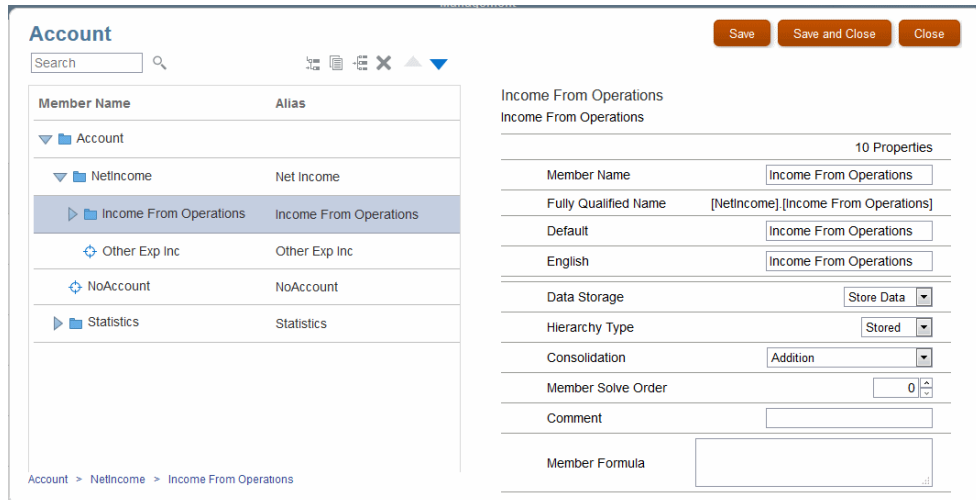 Management
Account
Save
Save and Close
Close
Search
Member Name
Alias
Account
NetIncome
Net Income
Income From Operations
Income From Operations
Other Exp Inc
Other Exp Inc
NoAccount
NoAccount
Statistics
Statistics
Account > NetIncome > Income From Operations
Income From Operations
Income From Operations
10 Properties
Member Name
Income From Operations
Fully Qualified Name
[NetIncome].[Income From Operations]
Default
Income From Operations
English
Income From Operations
Data Storage
Store Data
Hierarchy Type
Stored
Consolidation
Addition
Member Solve Order
0
Comment
Member Formula